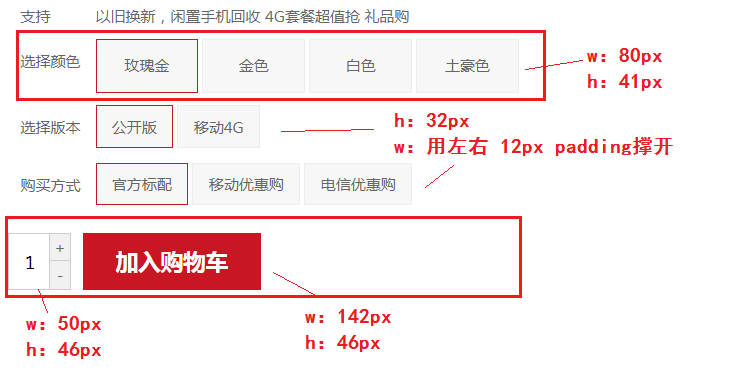 支持 以旧换新，闲置手机回收 4G套餐超值抢 礼品购
选择颜色 玫瑰金 金色 白色 土豪色
w: 80px
h: 41px
选择版本 公开版 移动4G
h: 32px
w: 用左右 12px padding撑开
购买方式 官方标配 移动优惠购 电信优惠购
1 + - 加入购物车
w: 50px
h: 46px
w: 142px
h: 46px